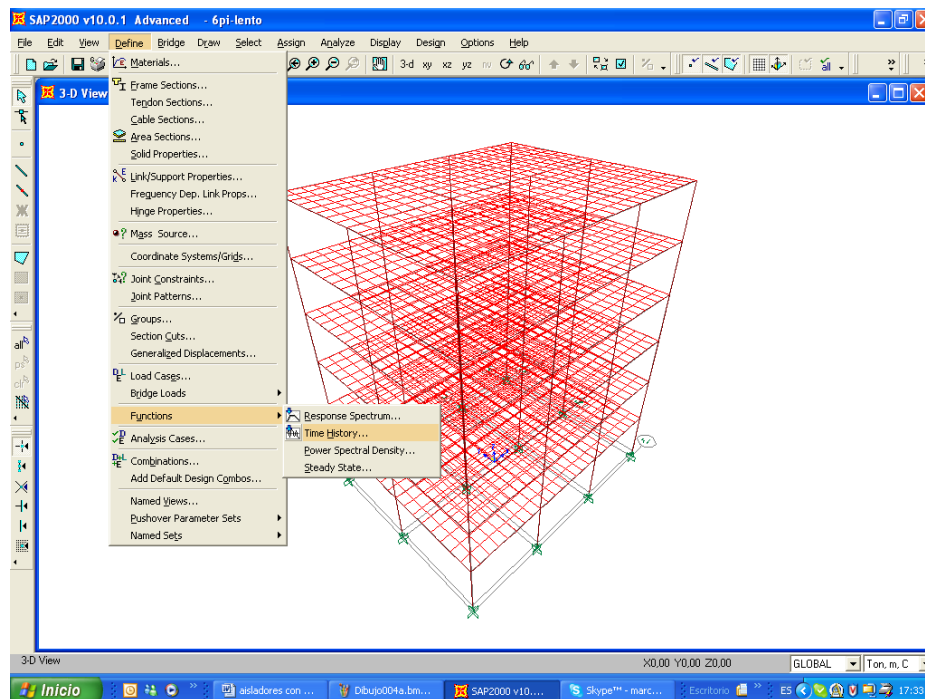 SAP2000 v10.0.1 Advanced - 6pi-lento
File Edit View Define Bridge Draw Select Assign Analyze Display Design Options Help
3-d xy xz yz nv
3-D View
Materials...
Frame Sections...
Tendon Sections...
Cable Sections...
Area Sections...
Solid Properties...
Link/Support Properties...
Frequency Dep. Link Props...
Hinge Properties...
Mass Source...
Coordinate Systems/Grids...
Joint Constraints...
Joint Patterns...
Groups...
Section Cuts...
Generalized Displacements...
Load Cases...
Bridge Loads
Functions
Response Spectrum...
Time History...
Power Spectral Density...
Steady State...
Analysis Cases...
Combinations...
Add Default Design Combos...
Named Views...
Pushover Parameter Sets
Named Sets
all
ps
clr
3-D View X0,00 Y0,00 Z0,00 GLOBAL Ton, m, C
Inicio aisladores con ... Dibujo004a.bm... SAP2000 v10.... Skype™ - marc... Escritorio ES 17:33